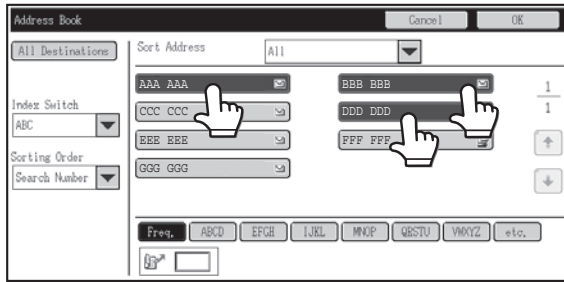 Address Book Cancel OK
All Destinations Sort Address All
AAA AAA BBB BBB 1
Index Switch CCC CCC DDD DDD 1
ABC
EEE EEE FFF FFF
Sorting Order
Search Number GGG GGG
Freq. ABCD EFGH IJKL MNOP QRSTU VWXYZ etc.